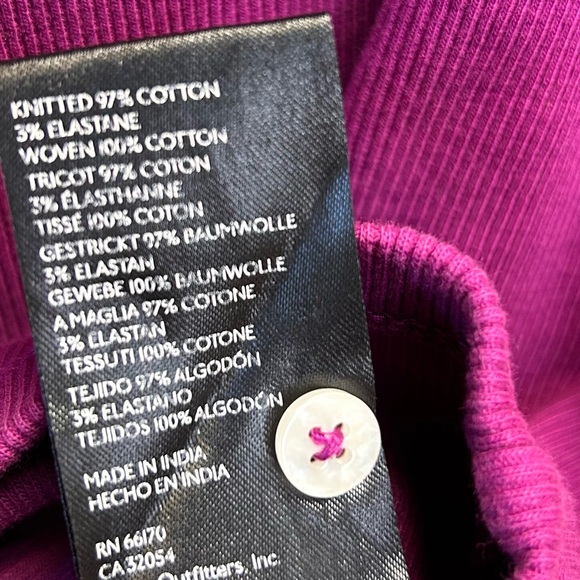 KNITTED 97% COTTON
3% ELASTANE
WOVEN 100% COTTON
TRICOT 97% COTON
3% ÉLASTHANNE
TISSÉ 100% COTON
GESTRICKT 97% BAUMWOLLE
3% ELASTAN
GEWEBE 100% BAUMWOLLE
A MAGLIA 97% COTONE
3% ELASTAN
TESSUTI 100% COTONE
TEJIDO 97% ALGODÓN
3% ELASTANO
TEJIDOS 100% ALGODÓN
MADE IN INDIA
HECHO EN INDIA
RN 66170
CA 32054
Outfitters, Inc.